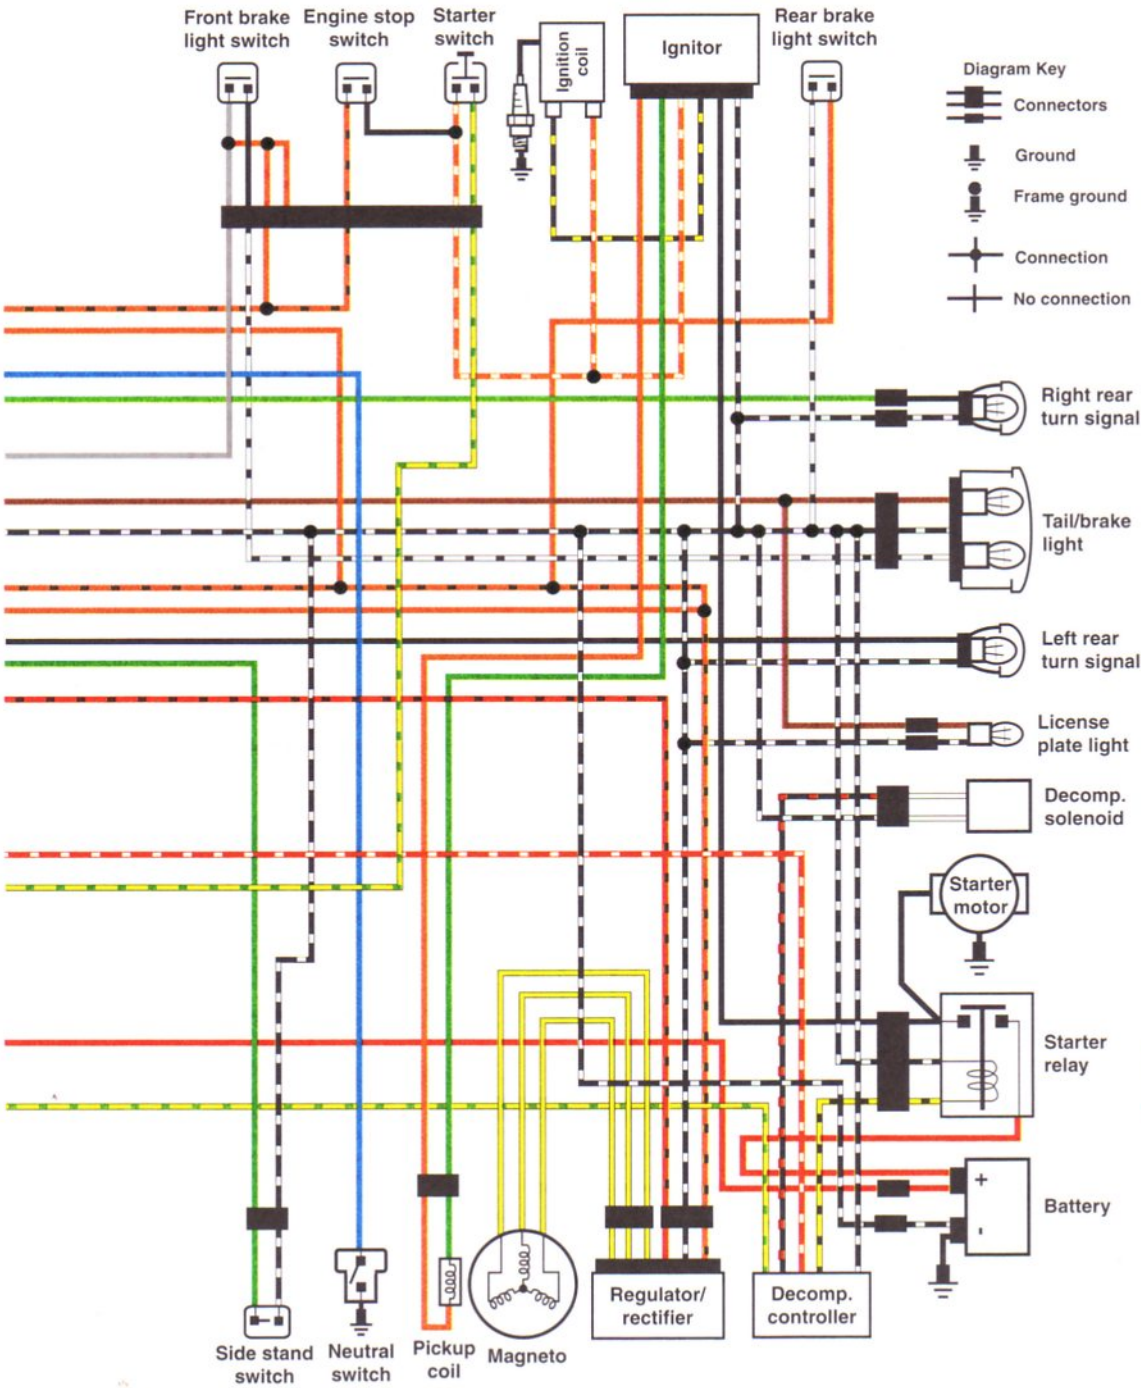 Front brake
light switch
Engine stop
switch
Starter
switch
Ignition
coil
Ignitor
Rear brake
light switch
Diagram Key
Connectors
Ground
Frame ground
Connection
No connection
Right rear
turn signal
Tail/brake
light
Left rear
turn signal
License
plate light
Decomp.
solenoid
Starter
motor
Starter
relay
+
-
Battery
Side stand
switch
Neutral
switch
Pickup
coil
Magneto
Regulator/
rectifier
Decomp.
controller